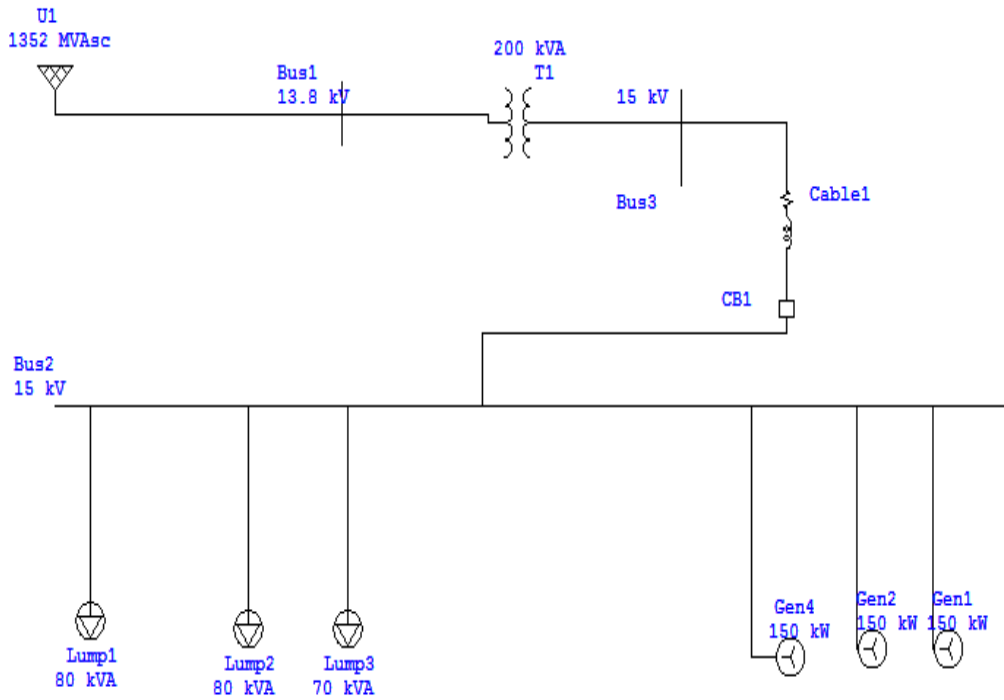 U1
1352 MVAsc
200 kVA
T1
Bus1
13.8 kV
15 kV
Bus3
Cable1
CB1
Bus2
15 kV
Lump1
80 kVA
Lump2
80 kVA
Lump3
70 kVA
Gen4
150 kW
Gen2
150 kW
Gen1
150 kW